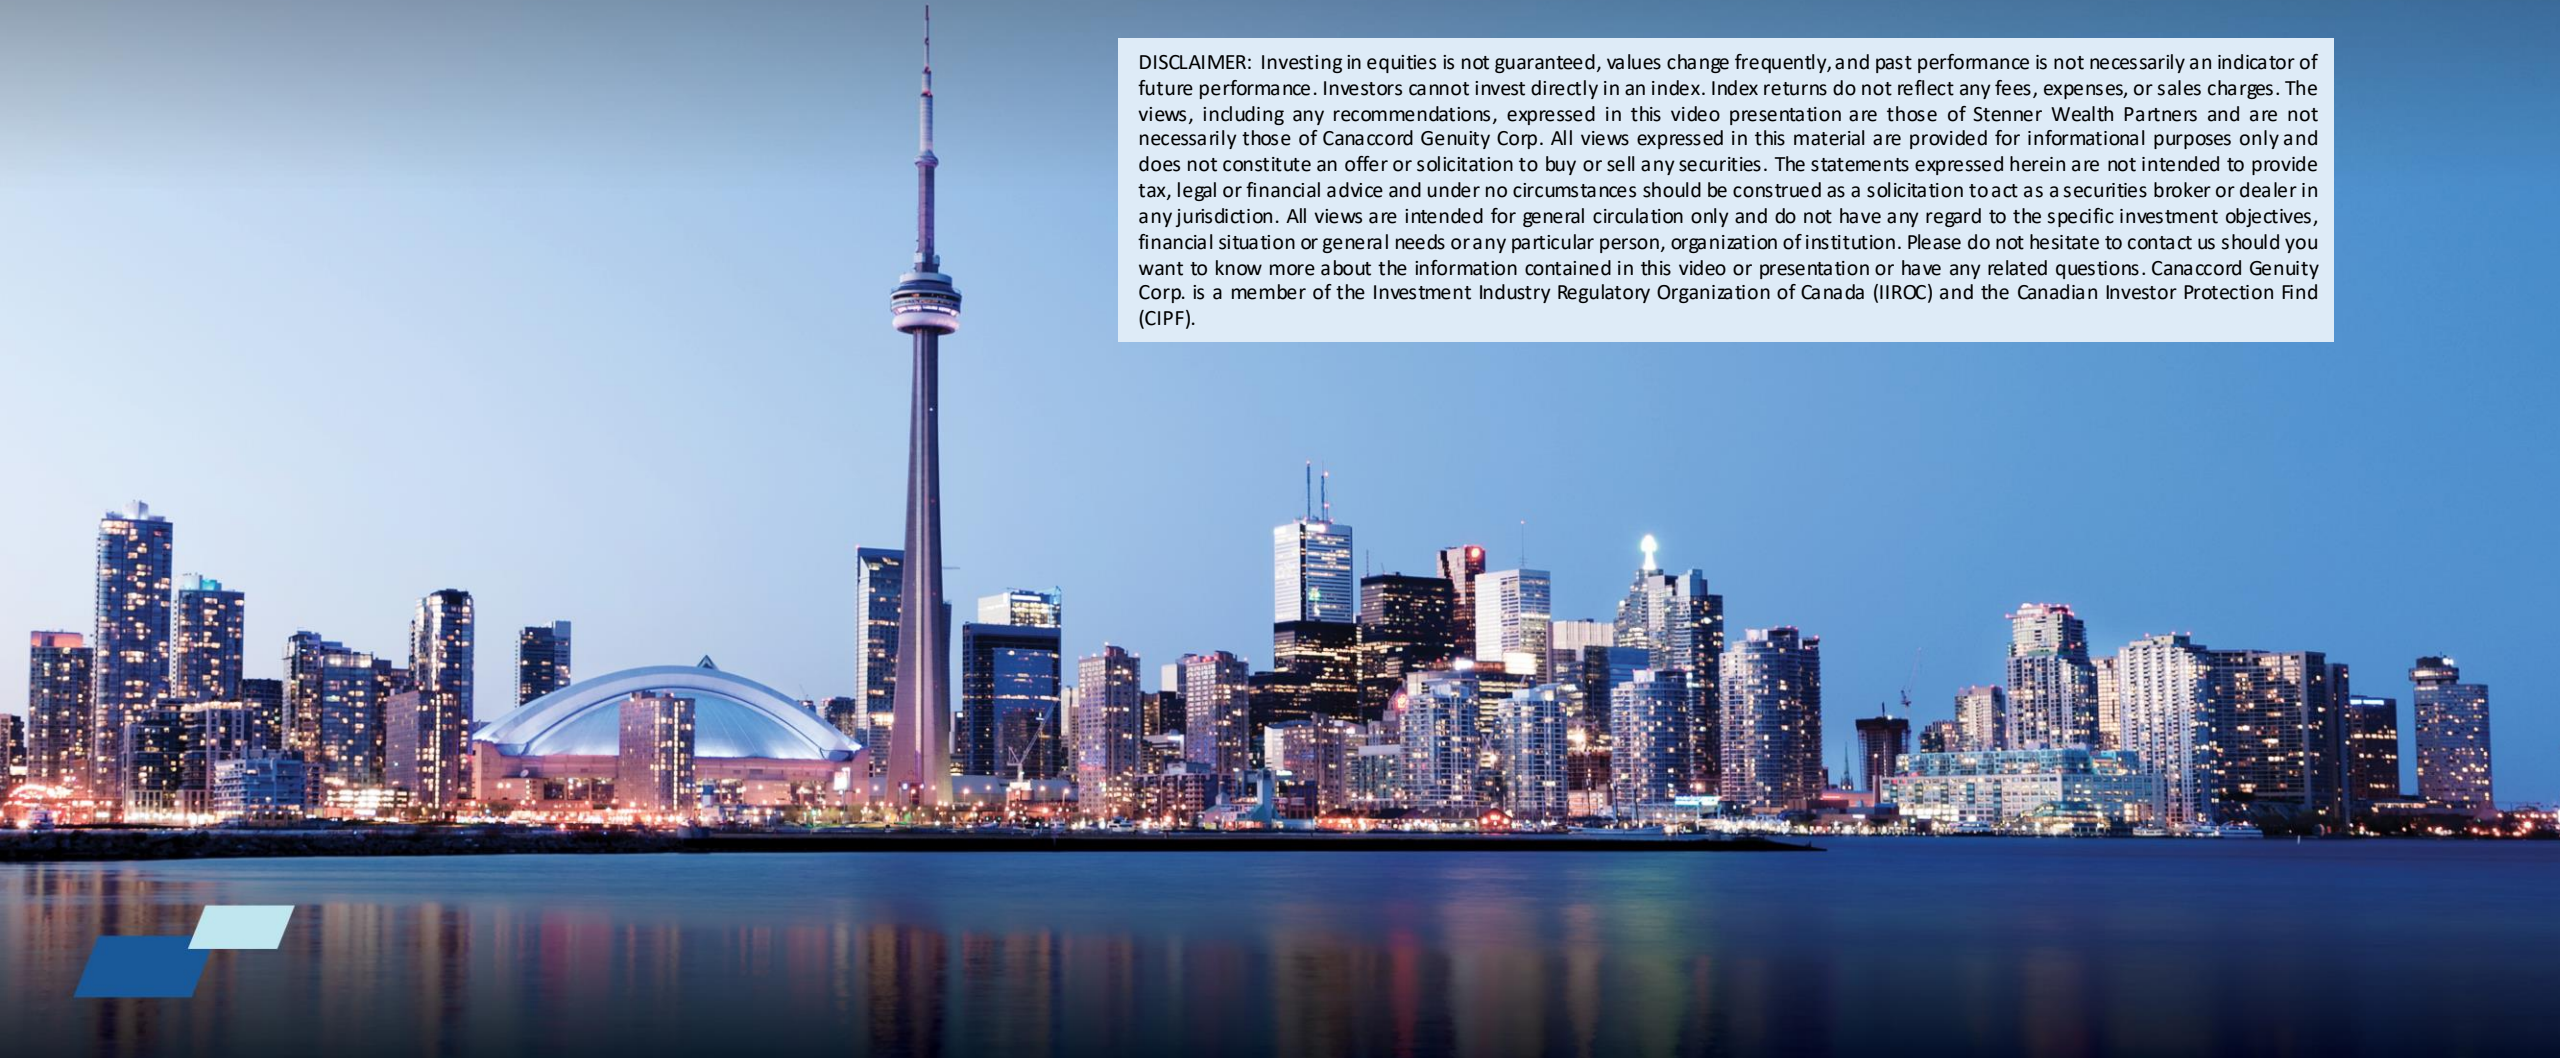 DISCLAIMER: Investing in equities is not guaranteed, values change frequently, and past performance is not necessarily an indicator of
future performance. Investors cannot invest directly in an index. Index returns do not reflect any fees, expenses, or sales charges. The
views, including any recommendations, expressed in this video presentation are those of Stenner Wealth Partners and are not
necessarily those of Canaccord Genuity Corp. All views expressed in this material are provided for informational purposes only and
does not constitute an offer or solicitation to buy or sell any securities. The statements expressed herein are not intended to provide
tax, legal or financial advice and under no circumstances should be construed as a solicitation to act as a securities broker or dealer in
any jurisdiction. All views are intended for general circulation only and do not have any regard to the specific investment objectives,
financial situation or general needs or any particular person, organization of institution. Please do not hesitate to contact us should you
want to know more about the information contained in this video or presentation or have any related questions. Canaccord Genuity
Corp. is a member of the Investment Industry Regulatory Organization of Canada (IIROC) and the Canadian Investor Protection Find
(CIPF).